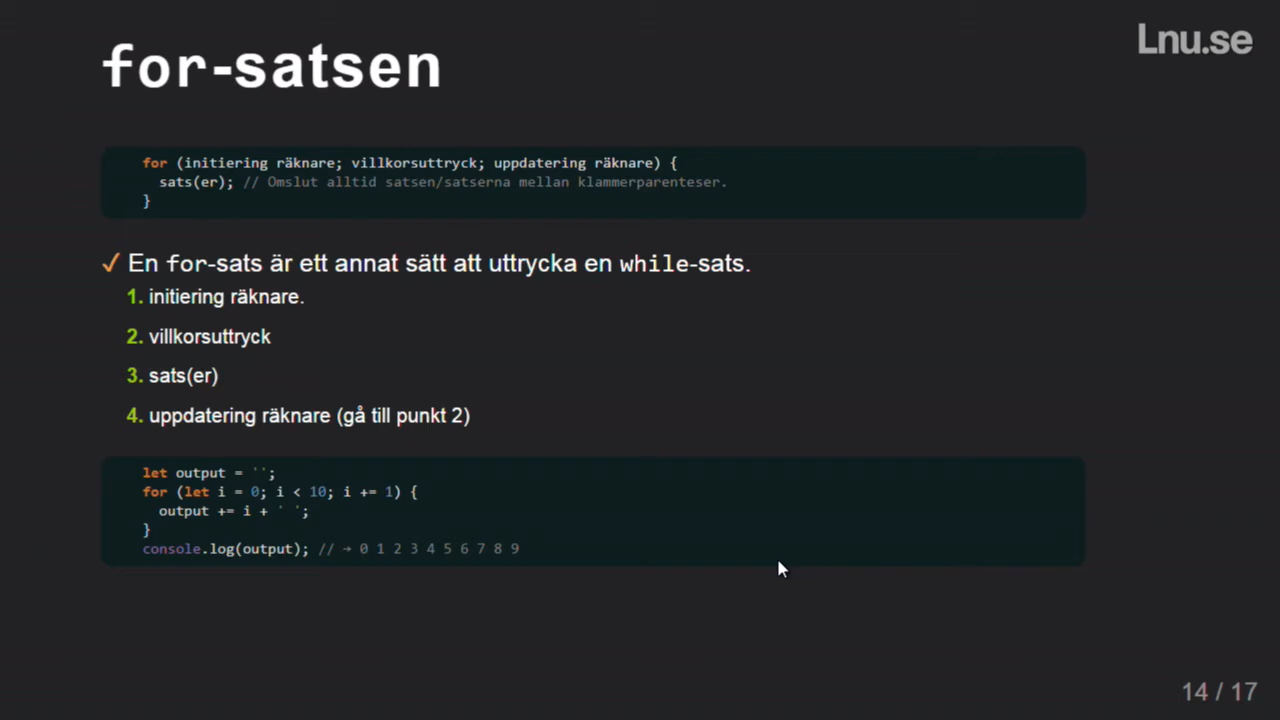 Lnu.se
for-satsen
for (initiering räknare; villkorsuttryck; uppdatering räknare) {
  sats(er); // Omslut alltid satsen/satserna mellan klammerparenteser.
}
✓ En for-sats är ett annat sätt att uttrycka en while-sats.
1. initiering räknare.
2. villkorsuttryck
3. sats(er)
4. uppdatering räknare (gå till punkt 2)
let output = '';
for (let i = 0; i < 10; i += 1) {
  output += i + ' ';
}
console.log(output); // → 0 1 2 3 4 5 6 7 8 9
14 / 17